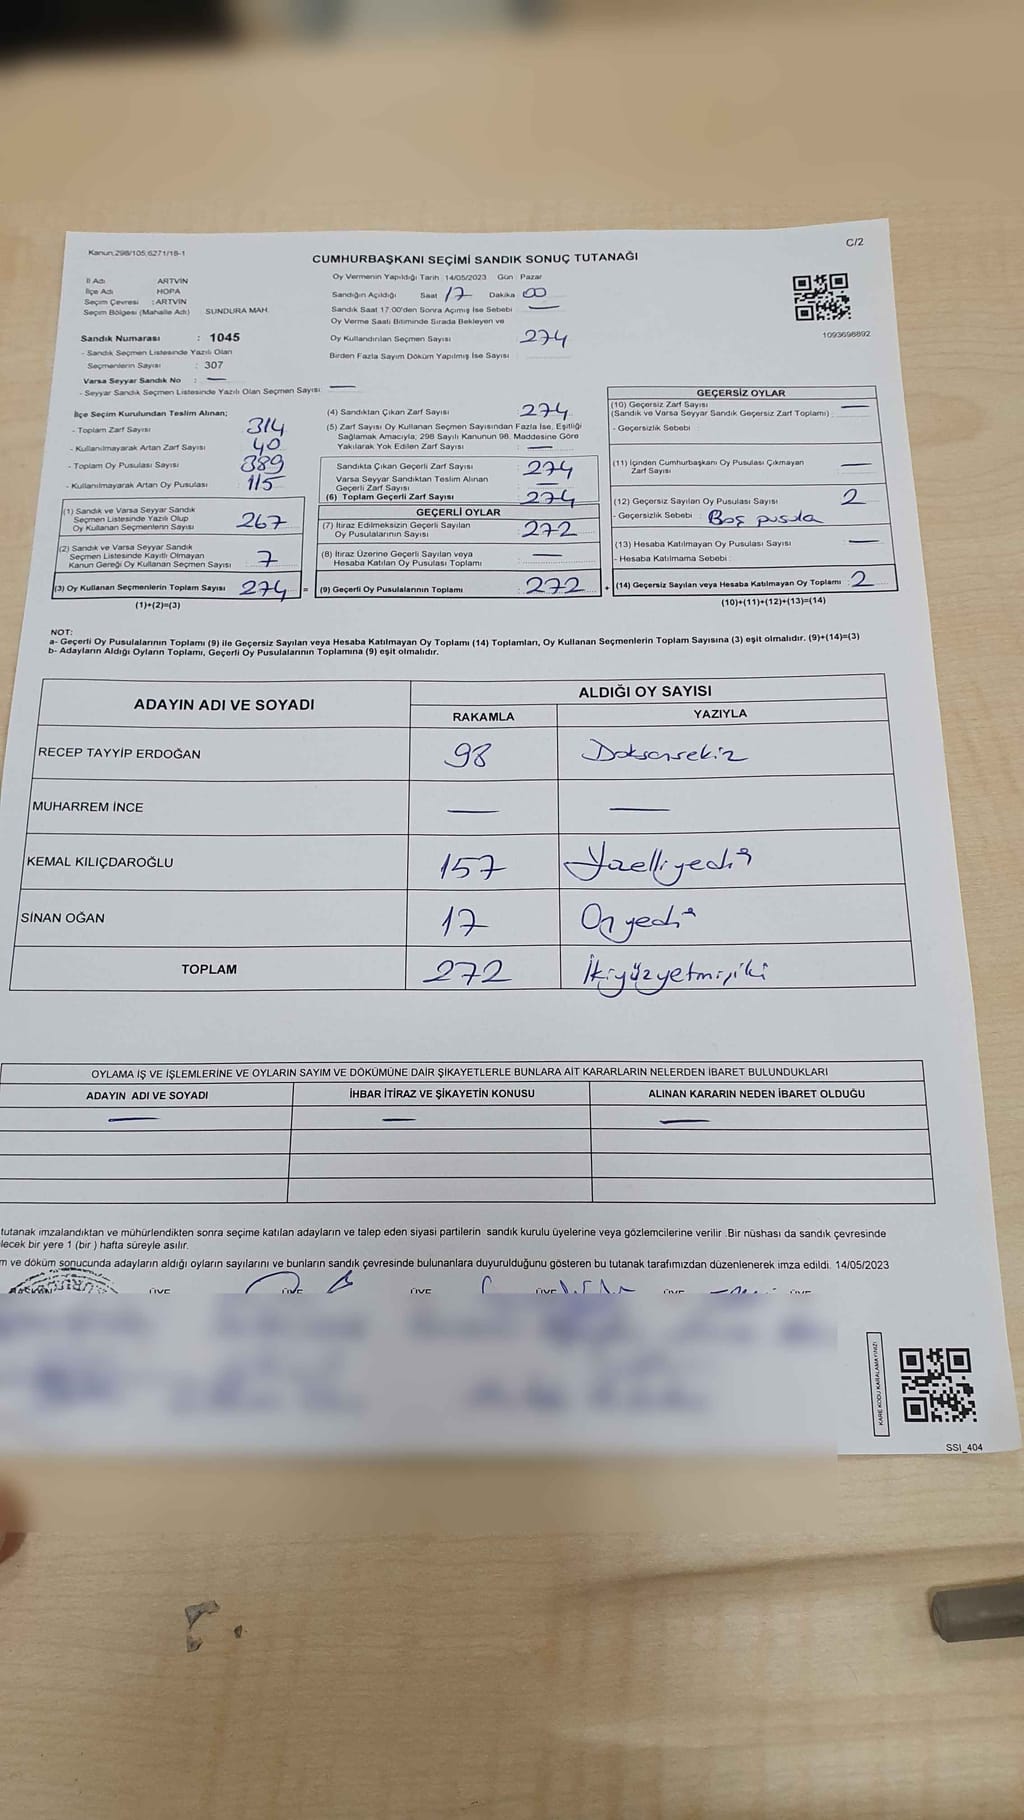 Kanun;298/105,6271/18-1
C/2
CUMHURBAŞKANI SEÇİMİ SANDIK SONUÇ TUTANAĞI
İl Adı ARTVİN
İlçe Adı HOPA
Seçim Çevresi :ARTVİN
Seçim Bölgesi (Mahalle Adı) SUNDURA MAH.
Sandık Numarası : 1045
- Sandık Seçmen Listesinde Yazılı Olan
Seçmenlerin Sayısı : 307
Varsa Seyyar Sandık No : —
- Seyyar Sandık Seçmen Listesinde Yazılı Olan Seçmen Sayısı : —
Oy Vermenin Yapıldığı Tarih :14/05/2023 Gün : Pazar
Sandığın Açıldığı Saat 17 Dakika 00
Sandık Saat 17:00'den Sonra Açımış İse Sebebi —
Oy Verme Saati Bitiminde Sırada Bekleyen ve
Oy Kullandırılan Seçmen Sayısı 274
Birden Fazla Sayım Döküm Yapılmış İse Sayısı :
1093696892
İlçe Seçim Kurulundan Teslim Alınan;
- Toplam Zarf Sayısı 314
- Kullanılmayarak Artan Zarf Sayısı 40
- Toplam Oy Pusulası Sayısı 389
- Kullanılmayarak Artan Oy Pusulası 115
(1) Sandık ve Varsa Seyyar Sandık
Seçmen Listesinde Yazılı Olup
Oy Kullanan Seçmenlerin Sayısı 267
(2) Sandık ve Varsa Seyyar Sandık
Seçmen Listesinde Kayıtlı Olmayan
Kanun Gereği Oy Kullanan Seçmen Sayısı : 7
(3) Oy Kullanan Seçmenlerin Toplam Sayısı 274 =
(1)+(2)=(3)
(4) Sandıktan Çıkan Zarf Sayısı 274
(5) Zarf Sayısı Oy Kullanan Seçmen Sayısından Fazla İse, Eşitliği
Sağlamak Amacıyla; 298 Sayılı Kanunun 98. Maddesine Göre
Yakılarak Yok Edilen Zarf Sayısı —
Sandıkta Çıkan Geçerli Zarf Sayısı : 274
Varsa Seyyar Sandıktan Teslim Alınan
Geçerli Zarf Sayısı —
(6) Toplam Geçerli Zarf Sayısı : 274
GEÇERLİ OYLAR
(7) İtiraz Edilmeksizin Geçerli Sayılan
Oy Pusulalarının Sayısı : 272
(8) İtiraz Üzerine Geçerli Sayılan veya
Hesaba Katılan Oy Pusulası Toplamı : —
(9) Geçerli Oy Pusulalarının Toplamı : 272 +
GEÇERSİZ OYLAR
(10) Geçersiz Zarf Sayısı
(Sandık ve Varsa Seyyar Sandık Geçersiz Zarf Toplamı) : —
- Geçersizlik Sebebi :
(11) İçinden Cumhurbaşkanı Oy Pusulası Çıkmayan
Zarf Sayısı —
(12) Geçersiz Sayılan Oy Pusulası Sayısı : 2
- Geçersizlik Sebebi : Boş pusula
(13) Hesaba Katılmayan Oy Pusulası Sayısı : —
- Hesaba Katılmama Sebebi :
(14) Geçersiz Sayılan veya Hesaba Katılmayan Oy Toplamı : 2
(10)+(11)+(12)+(13)=(14)
NOT:
a- Geçerli Oy Pusulalarının Toplamı (9) ile Geçersiz Sayılan veya Hesaba Katılmayan Oy Toplamı (14) Toplamları, Oy Kullanan Seçmenlerin Toplam Sayısına (3) eşit olmalıdır. (9)+(14)=(3)
b- Adayların Aldığı Oyların Toplamı, Geçerli Oy Pusulalarının Toplamına (9) eşit olmalıdır.
ADAYIN ADI VE SOYADI
ALDIĞI OY SAYISI
RAKAMLA YAZIYLA
RECEP TAYYİP ERDOĞAN 98 Doksansekiz
MUHARREM İNCE — —
KEMAL KILIÇDAROĞLU 157 Yüzelliyedi
SİNAN OĞAN 17 Onyedi
TOPLAM 272 İkiyüzyetmişiki
OYLAMA İŞ VE İŞLEMLERİNE VE OYLARIN SAYIM VE DÖKÜMÜNE DAİR ŞİKAYETLERLE BUNLARA AİT KARARLARIN NELERDEN İBARET BULUNDUKLARI
ADAYIN ADI VE SOYADI İHBAR İTİRAZ VE ŞİKAYETİN KONUSU ALINAN KARARIN NEDEN İBARET OLDUĞU
— — —
tutanak imzalandıktan ve mühürlendikten sonra seçime katılan adayların ve talep eden siyasi partilerin sandık kurulu üyelerine veya gözlemcilerine verilir .Bir nüshası da sandık çevresinde
lecek bir yere 1 (bir ) hafta süreyle asılır.
m ve döküm sonucunda adayların aldığı oyların sayılarını ve bunların sandık çevresinde bulunanlara duyurulduğunu gösteren bu tutanak tarafımızdan düzenlenerek imza edildi. 14/05/2023
BAŞKAN ÜYE ÜYE ÜYE ÜYE ÜYE ÜYE
KARE KODU KARALAMAYINIZ!
SSİ_404